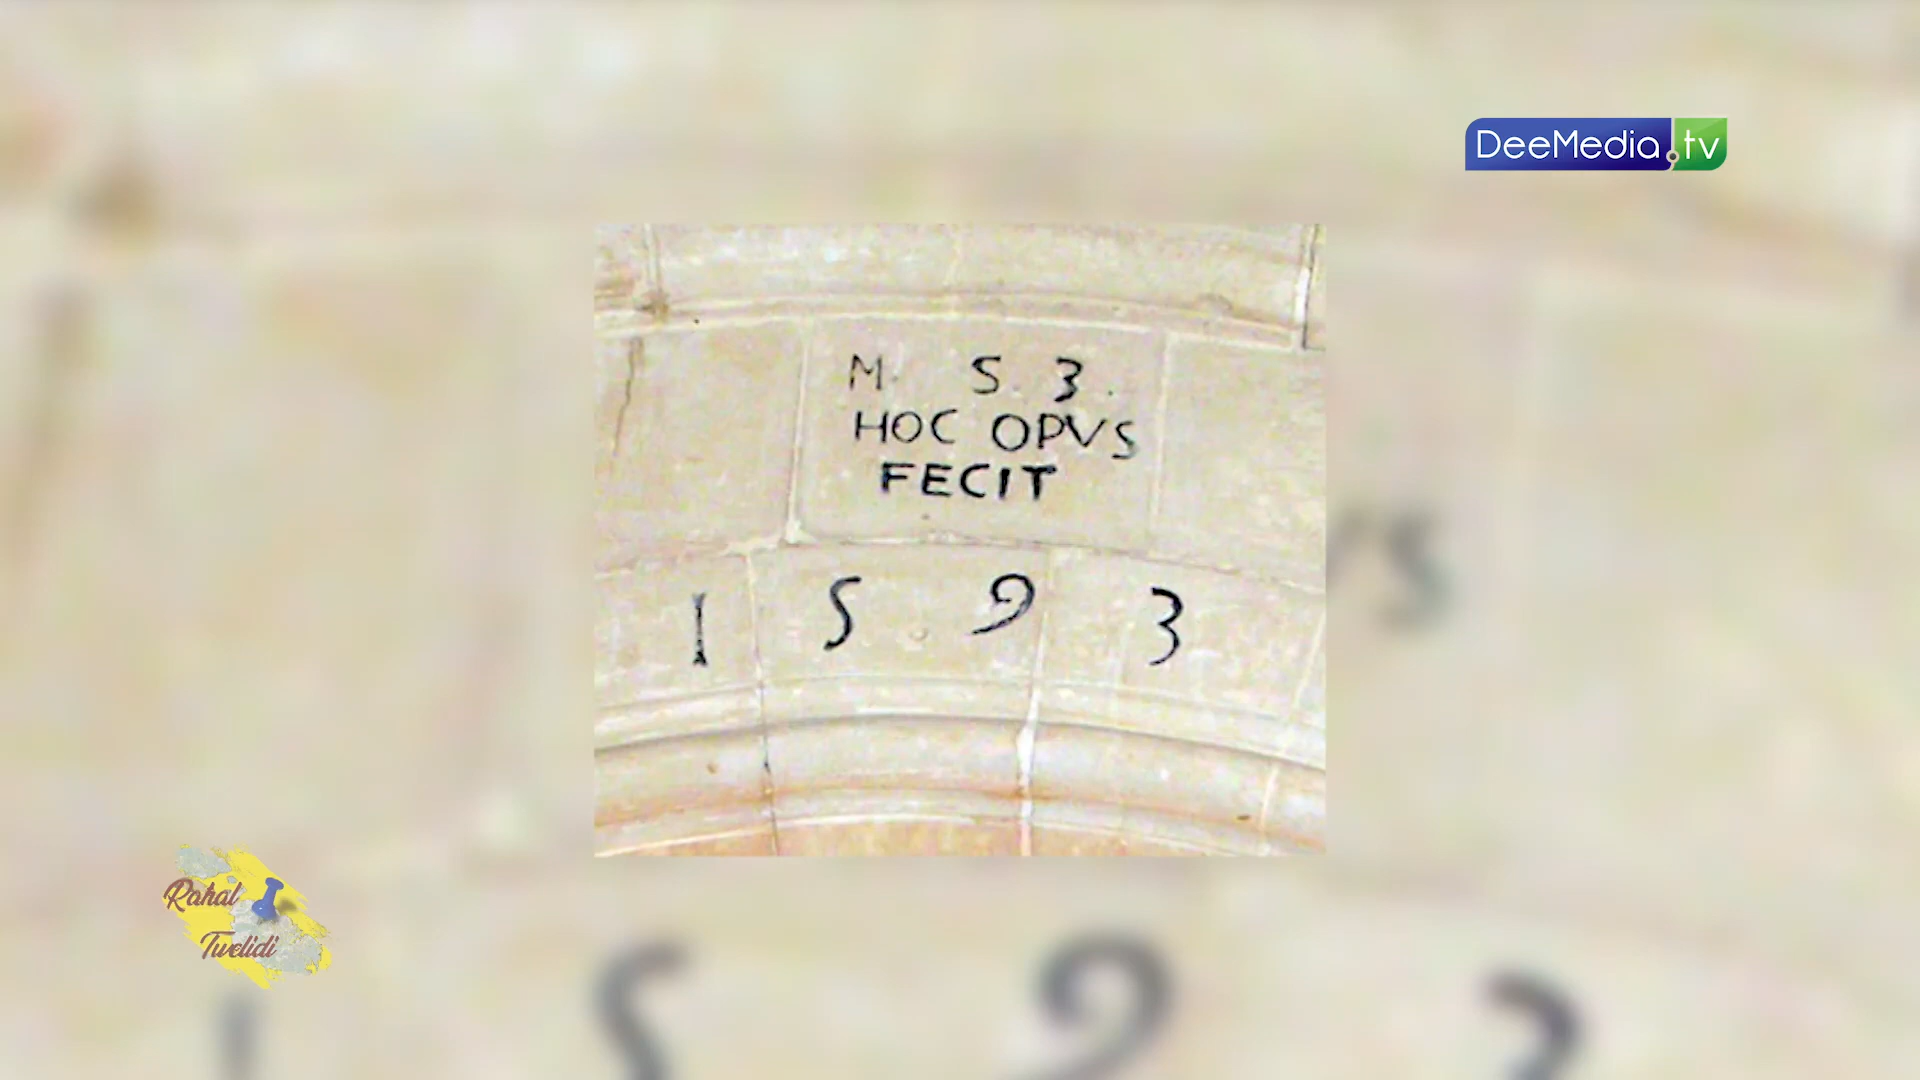 DeeMedia.tv
M. S. 3.
HOC OPVS
FECIT
1 5 9 3
Rahal
Twelidi